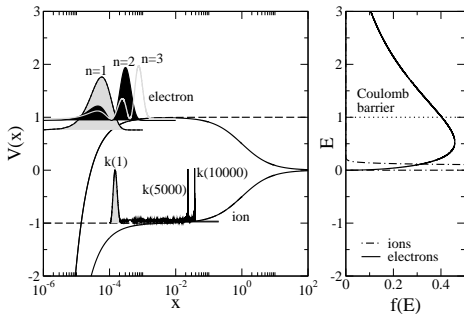 3
2
1
0
-1
-2
V(x)
n=1
n=2
n=3
electron
k(1)
k(5000)
k(10000)
ion
10^-6
10^-4
10^-2
10^0
10^2
x
3
2
1
0
-1
-2
E
Coulomb
barrier
ions
electrons
0
0.2
0.4
f(E)